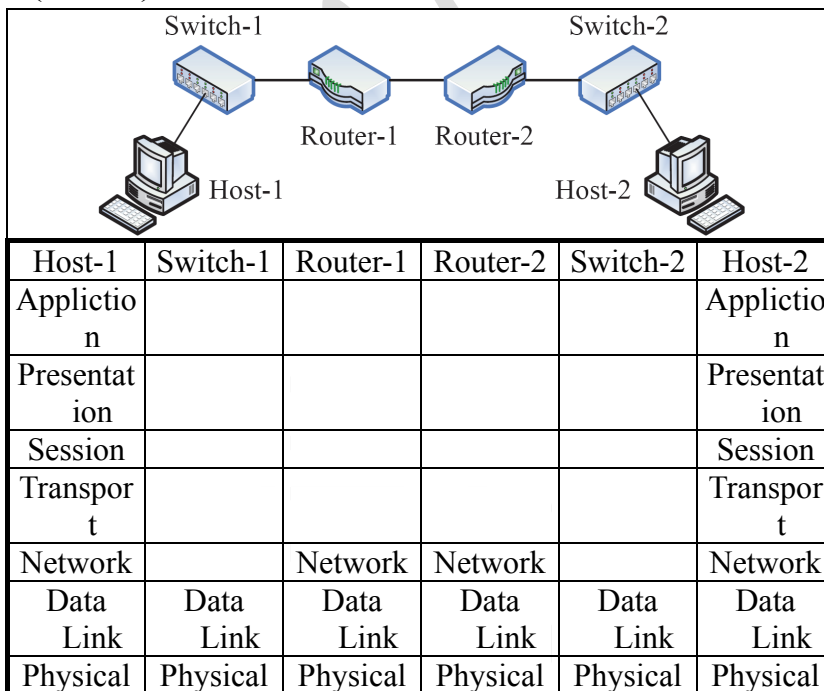 Switch-1 Switch-2
Router-1 Router-2
Host-1 Host-2
Host-1 Switch-1 Router-1 Router-2 Switch-2 Host-2
Applictio Applictio
n n
Presentat Presentat
ion ion
Session Session
Transpor Transpor
t t
Network Network Network Network
Data Data Data Data Data Data
Link Link Link Link Link Link
Physical Physical Physical Physical Physical Physical